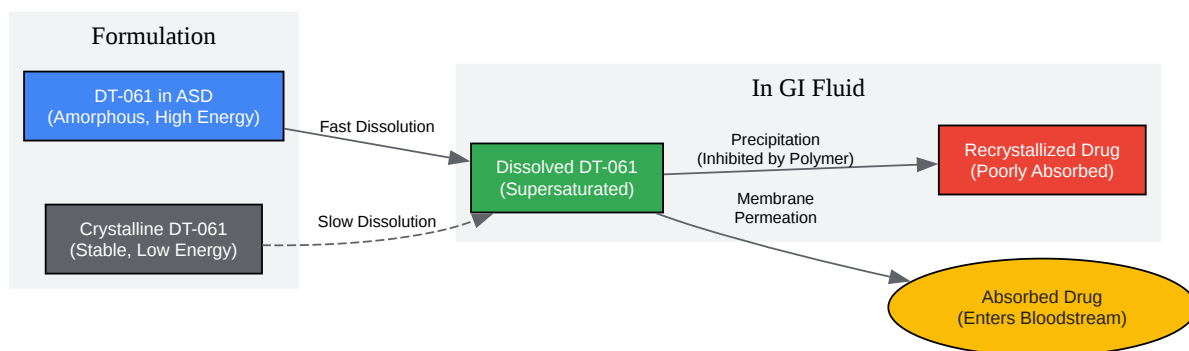 Formulation
DT-061 in ASD
(Amorphous, High Energy)
Fast Dissolution
Crystalline DT-061
(Stable, Low Energy)
Slow Dissolution
In GI Fluid
Dissolved DT-061
(Supersaturated)
Precipitation
(Inhibited by Polymer)
Recrystallized Drug
(Poorly Absorbed)
Membrane
Permeation
Absorbed Drug
(Enters Bloodstream)